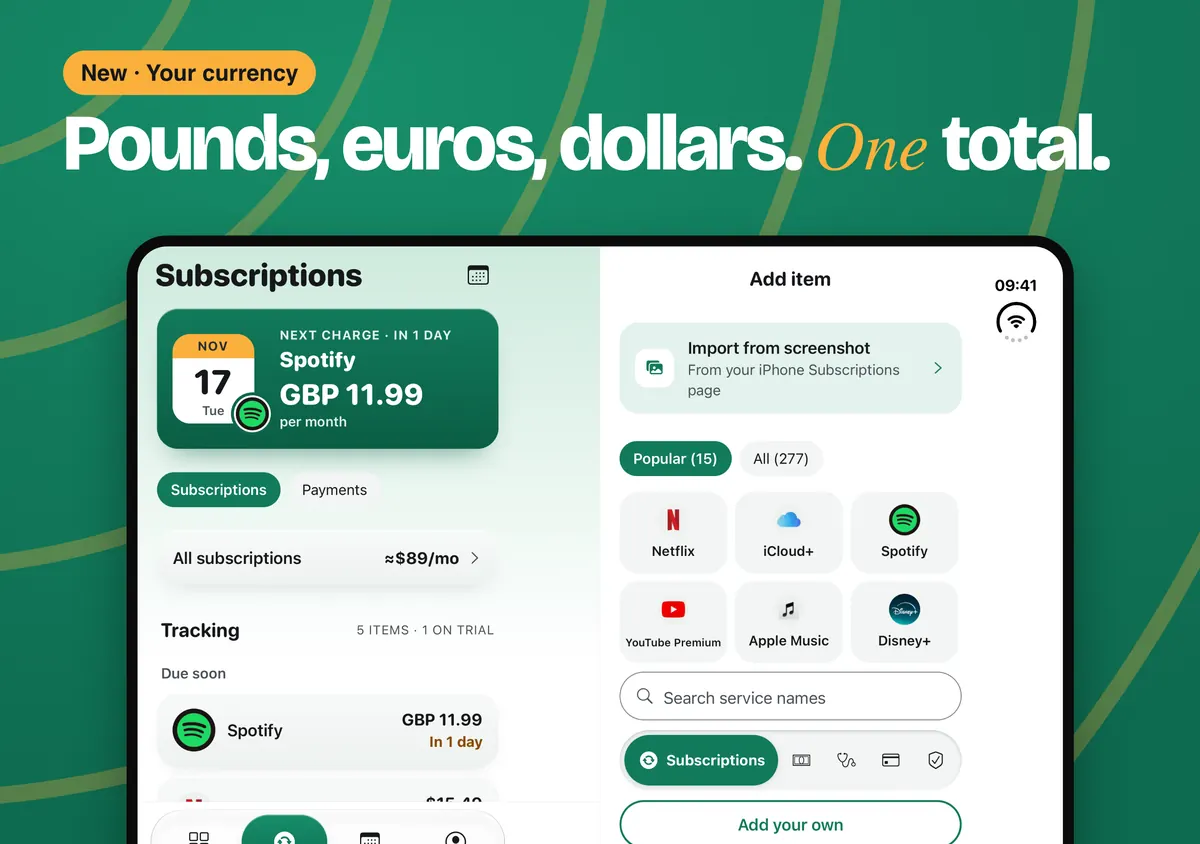 New · Your currency
Pounds, euros, dollars. One total.
Subscriptions
NOV
17
Tue
NEXT CHARGE · IN 1 DAY
Spotify
GBP 11.99
per month
Subscriptions
Payments
All subscriptions
≈$89/mo
Tracking
5 ITEMS · 1 ON TRIAL
Due soon
Spotify
GBP 11.99
In 1 day
$15.49
Add item
09:41
Import from screenshot
From your iPhone Subscriptions
page
Popular (15)
All (277)
Netflix
iCloud+
Spotify
YouTube Premium
Apple Music
Disney+
Disney+
Search service names
Subscriptions
Add your own